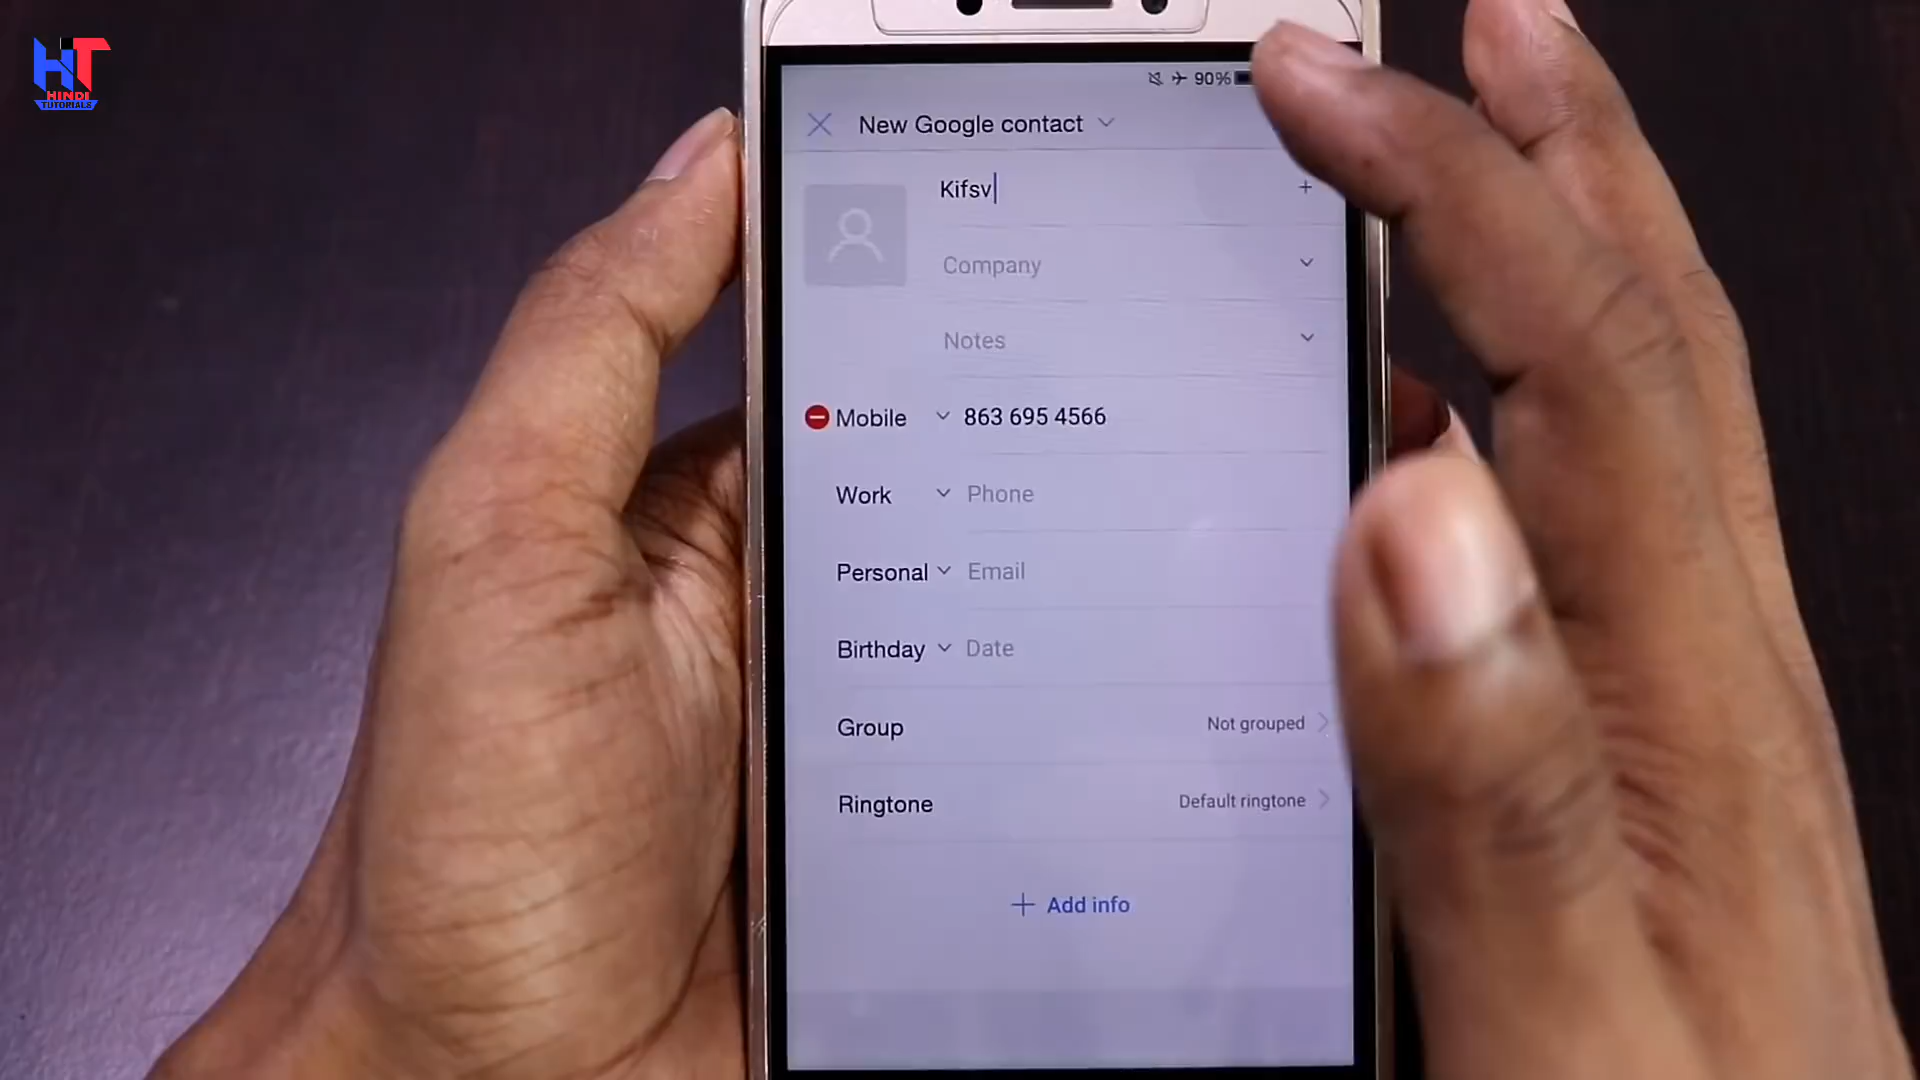 HT
HINDI
TUTORIALS
90%
New Google contact
Kifsv
Company
Notes
Mobile 863 695 4566
Work Phone
Personal Email
Birthday Date
Group Not grouped
Ringtone Default ringtone
+ Add info